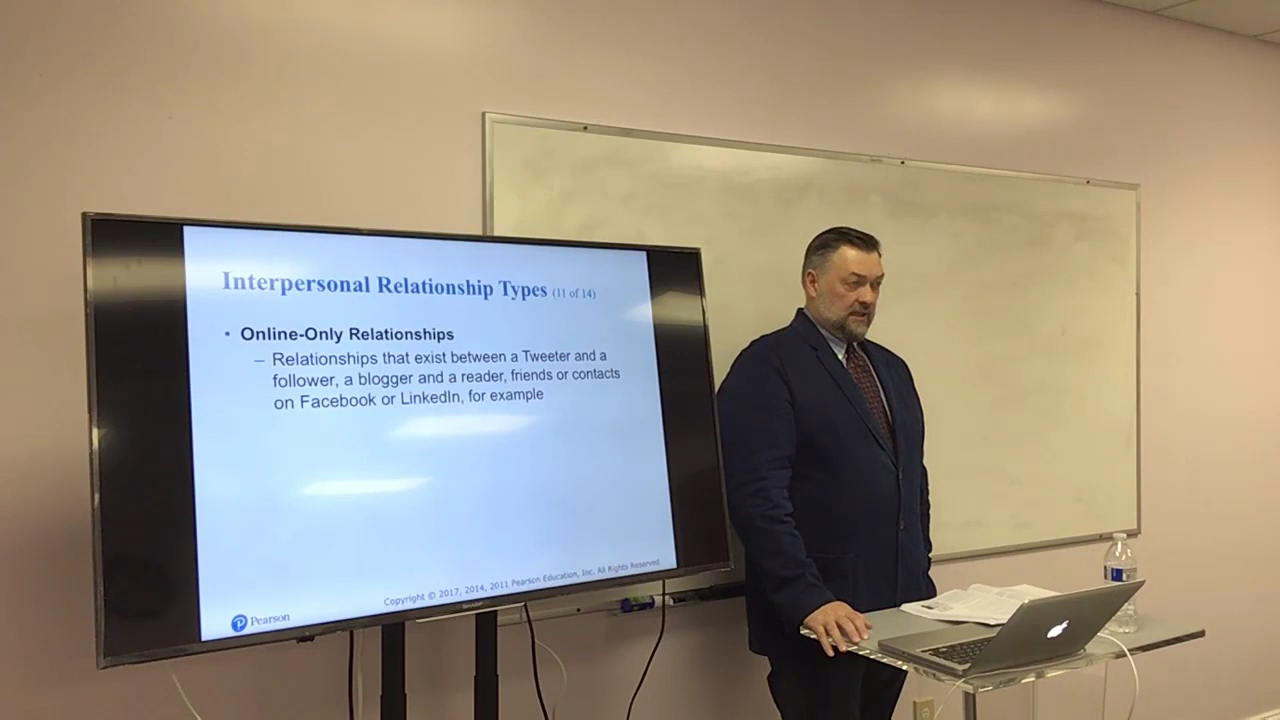 Interpersonal Relationship Types (11 of 14)
• Online-Only Relationships
– Relationships that exist between a Tweeter and a
follower, a blogger and a reader, friends or contacts
on Facebook or LinkedIn, for example
Copyright © 2017, 2014, 2011 Pearson Education, Inc. All Rights Reserved
Pearson
SHARP